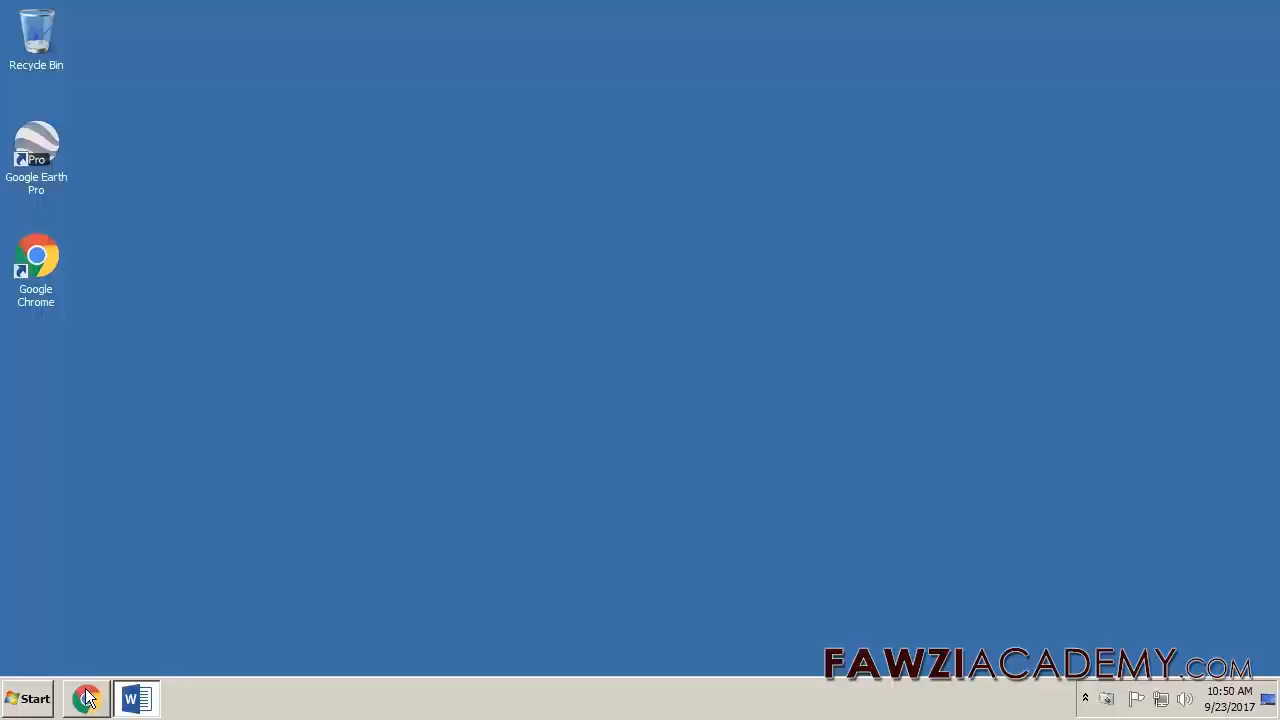 Recycle Bin
Pro
Google Earth
Pro
Google
Chrome
FAWZIACADEMY.COM
Start
W
10:50 AM
9/23/2017